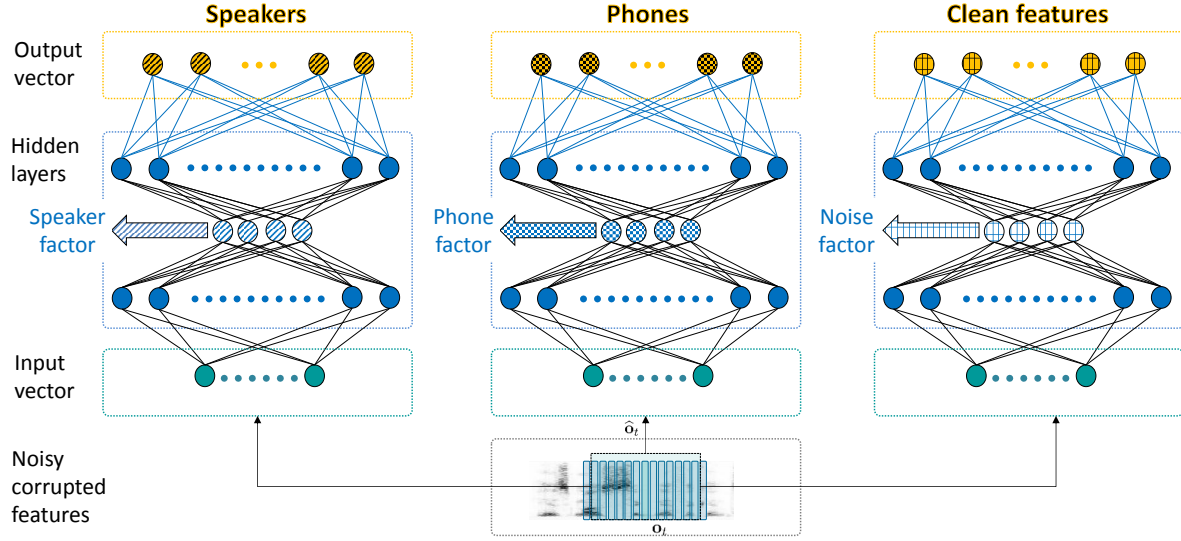 Speakers
Phones
Clean features
Output
vector
Hidden
layers
Speaker
factor
Phone
factor
Noise
factor
Input
vector
ô_t
Noisy
corrupted
features
o_t